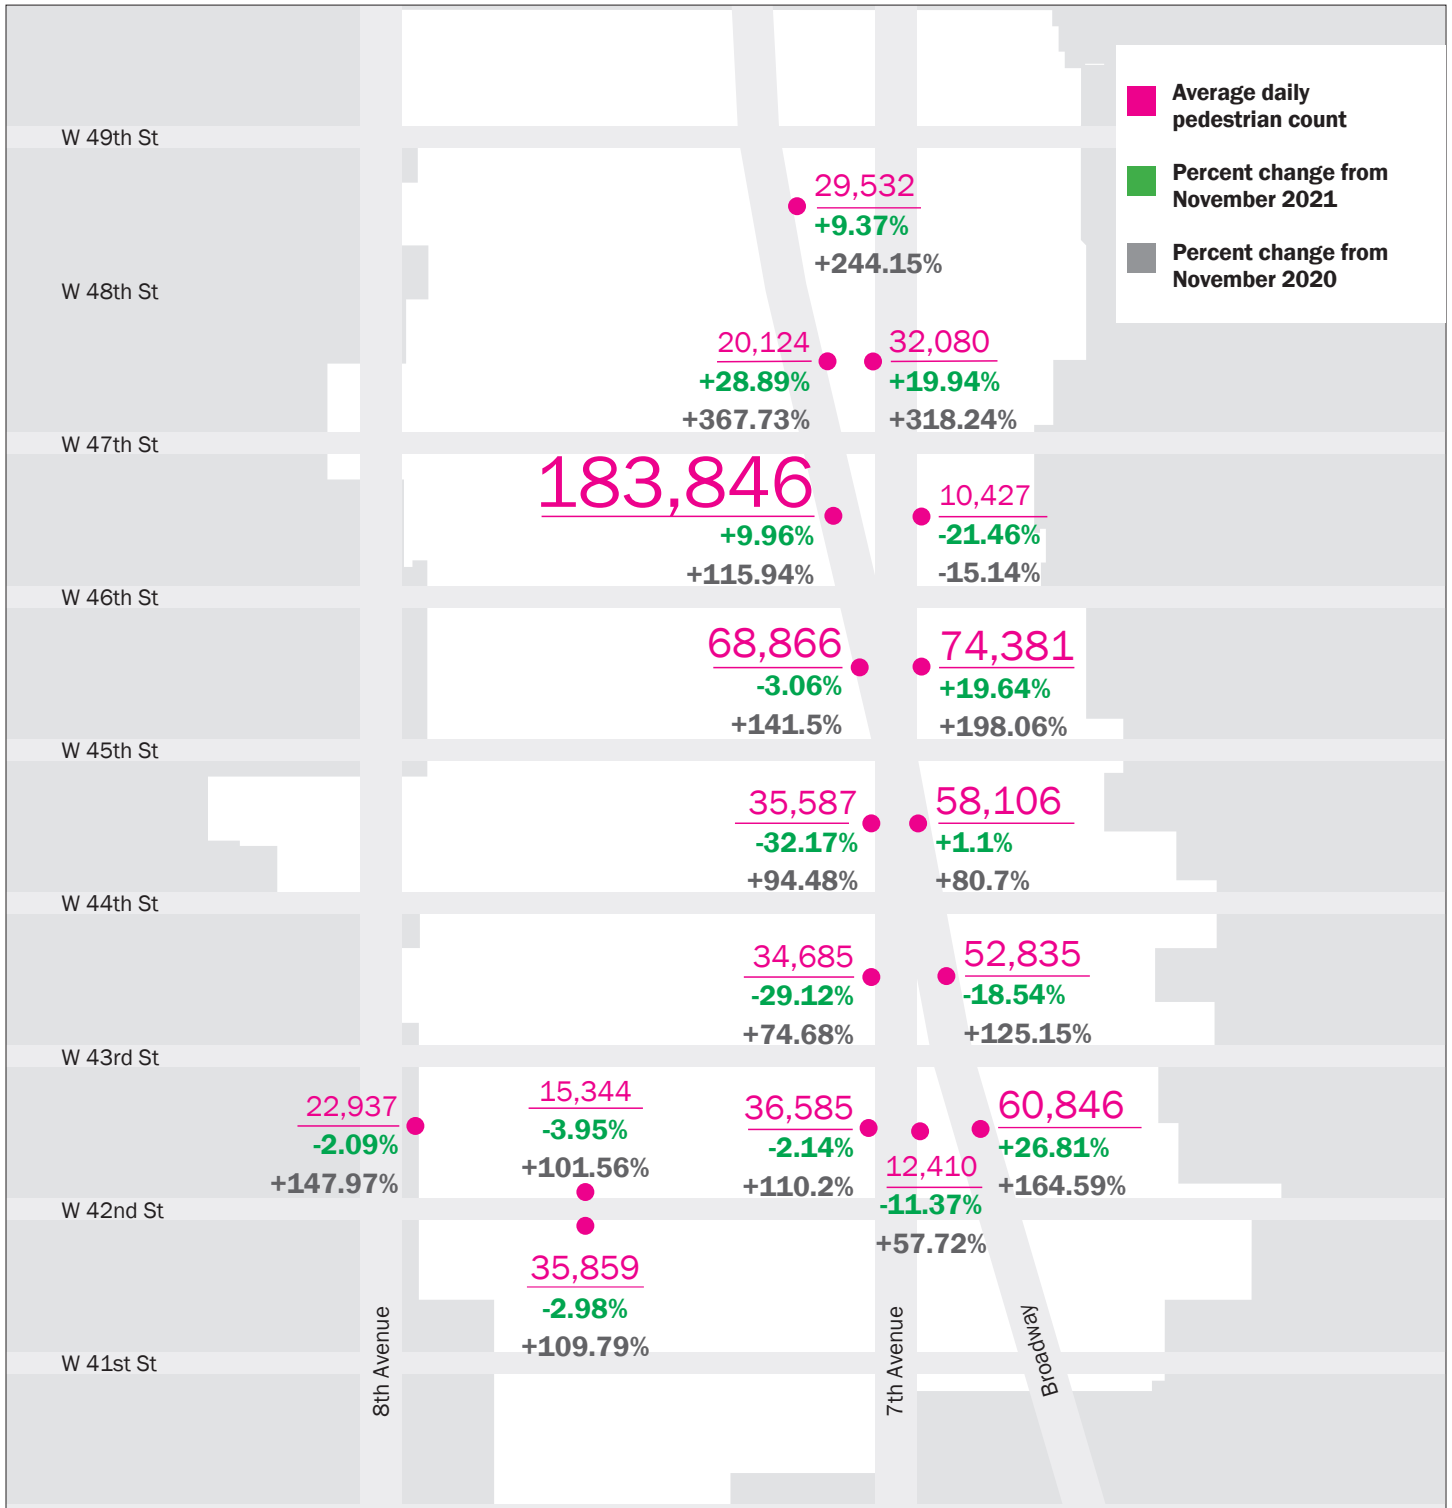 Average daily
pedestrian count
Percent change from
November 2021
Percent change from
November 2020
W 49th St
29,532
+9.37%
+244.15%
W 48th St
20,124
+28.89%
+367.73%
32,080
+19.94%
+318.24%
W 47th St
183,846
+9.96%
+115.94%
10,427
-21.46%
-15.14%
W 46th St
68,866
-3.06%
+141.5%
74,381
+19.64%
+198.06%
W 45th St
35,587
-32.17%
+94.48%
58,106
+1.1%
+80.7%
W 44th St
34,685
-29.12%
+74.68%
52,835
-18.54%
+125.15%
W 43rd St
22,937
-2.09%
+147.97%
15,344
-3.95%
+101.56%
36,585
-2.14%
+110.2%
12,410
-11.37%
+57.72%
60,846
+26.81%
+164.59%
W 42nd St
35,859
-2.98%
+109.79%
W 41st St
8th Avenue
7th Avenue
Broadway